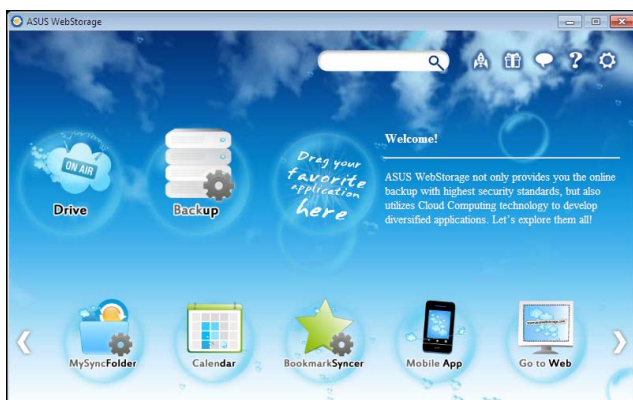 ASUS WebStorage
Welcome!
ASUS WebStorage not only provides you the online
backup with highest security standards, but also
utilizes Cloud Computing technology to develop
diversified applications. Let's explore them all!
ON AIR
Drive
Backup
Drag your
favorite
application
here
MySyncFolder
Calendar
BookmarkSyncer
Mobile App
Go to Web